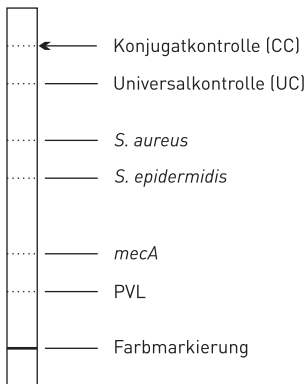 Konjugatkontrolle (CC)
Universalkontrolle (UC)
S. aureus
S. epidermidis
mecA
PVL
Farbmarkierung